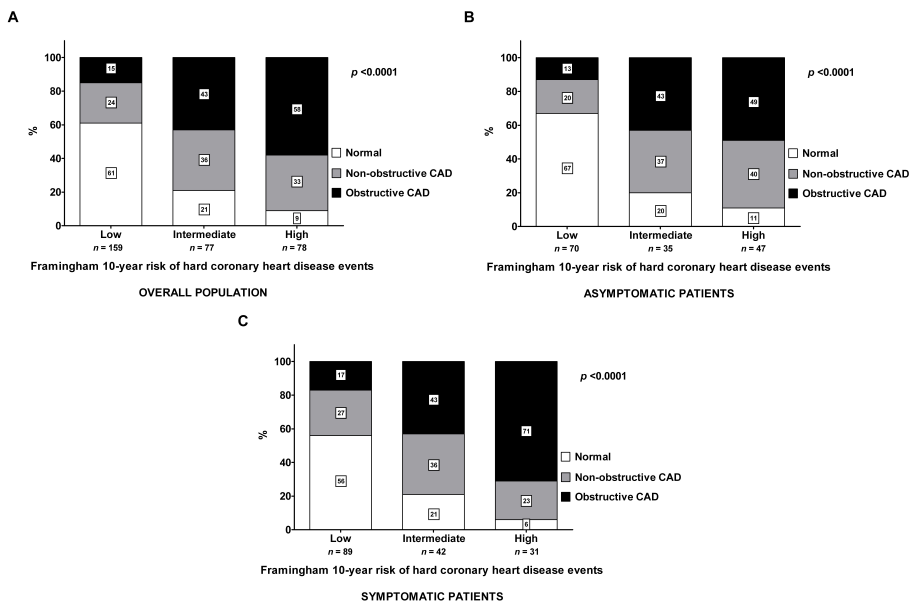 A
100
80
60
40
20
0
%
15
24
61
43
36
21
58
33
9
p <0.0001
Normal
Non-obstructive CAD
Obstructive CAD
Low
Intermediate
High
n = 159
n = 77
n = 78
Framingham 10-year risk of hard coronary heart disease events
OVERALL POPULATION
B
100
80
60
40
20
0
%
13
20
67
43
37
20
49
40
11
p <0.0001
Normal
Non-obstructive CAD
Obstructive CAD
Low
Intermediate
High
n = 70
n = 35
n = 47
Framingham 10-year risk of hard coronary heart disease events
ASYMPTOMATIC PATIENTS
C
100
80
60
40
20
0
%
17
27
56
43
36
21
71
23
6
p <0.0001
Normal
Non-obstructive CAD
Obstructive CAD
Low
Intermediate
High
n = 89
n = 42
n = 31
Framingham 10-year risk of hard coronary heart disease events
SYMPTOMATIC PATIENTS